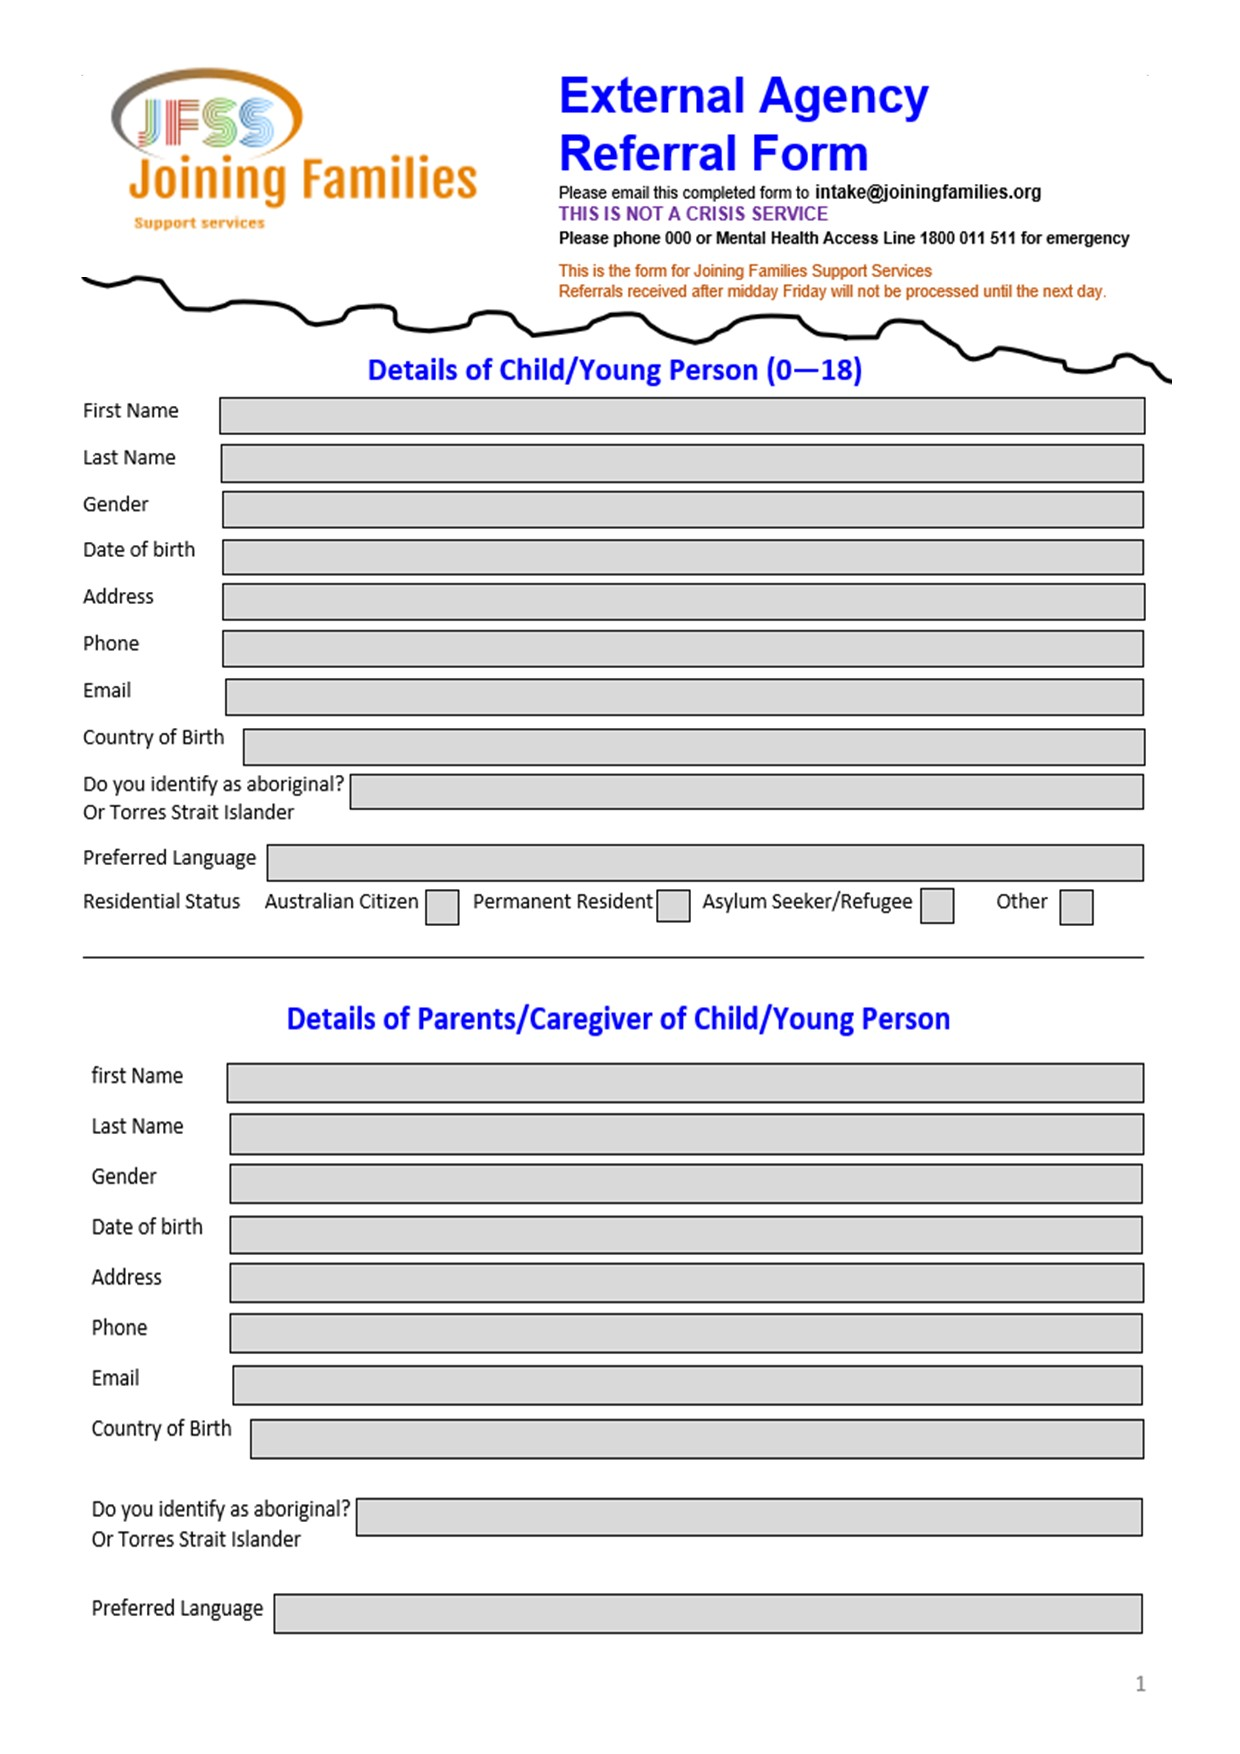 JFSS
Joining Families
Support services
External Agency
Referral Form
Please email this completed form to intake@joiningfamilies.org
THIS IS NOT A CRISIS SERVICE
Please phone 000 or Mental Health Access Line 1800 011 511 for emergency
This is the form for Joining Families Support Services
Referrals received after midday Friday will not be processed until the next day.
Details of Child/Young Person (0—18)
First Name
Last Name
Gender
Date of birth
Address
Phone
Email
Country of Birth
Do you identify as aboriginal?
Or Torres Strait Islander
Preferred Language
Residential Status Australian Citizen Permanent Resident Asylum Seeker/Refugee Other
Details of Parents/Caregiver of Child/Young Person
first Name
Last Name
Gender
Date of birth
Address
Phone
Email
Country of Birth
Do you identify as aboriginal?
Or Torres Strait Islander
Preferred Language
1